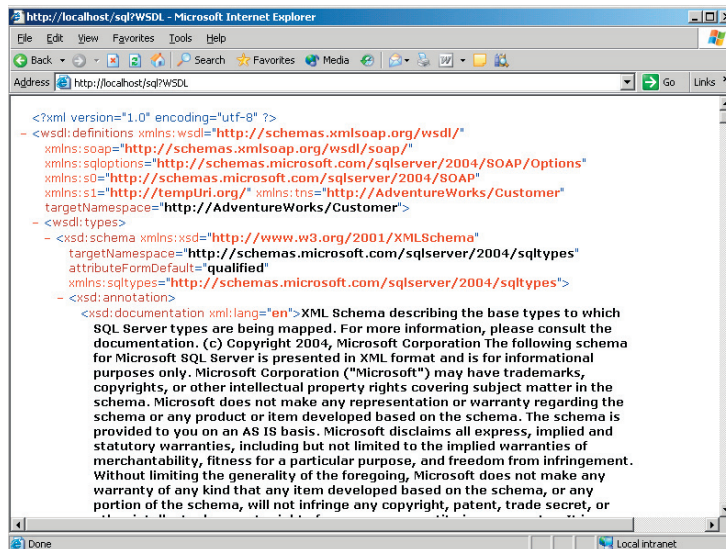 http://localhost/sql?WSDL - Microsoft Internet Explorer
File Edit View Favorites Tools Help
Back Search Favorites Media
Address http://localhost/sql?WSDL Go Links
<?xml version="1.0" encoding="utf-8" ?>
- <wsdl:definitions xmlns:wsdl="http://schemas.xmlsoap.org/wsdl/"
xmlns:soap="http://schemas.xmlsoap.org/wsdl/soap/"
xmlns:sqloptions="http://schemas.microsoft.com/sqlserver/2004/SOAP/Options"
xmlns:s0="http://schemas.microsoft.com/sqlserver/2004/SOAP"
xmlns:s1="http://tempUri.org/" xmlns:tns="http://AdventureWorks/Customer"
targetNamespace="http://AdventureWorks/Customer">
- <wsdl:types>
- <xsd:schema xmlns:xsd="http://www.w3.org/2001/XMLSchema"
targetNamespace="http://schemas.microsoft.com/sqlserver/2004/sqltypes"
attributeFormDefault="qualified"
xmlns:sqltypes="http://schemas.microsoft.com/sqlserver/2004/sqltypes">
- <xsd:annotation>
<xsd:documentation xml:lang="en">XML Schema describing the base types to which
SQL Server types are being mapped. For more information, please consult the
documentation. (c) Copyright 2004, Microsoft Corporation The following schema
for Microsoft SQL Server is presented in XML format and is for informational
purposes only. Microsoft Corporation ("Microsoft") may have trademarks,
copyrights, or other intellectual property rights covering subject matter in the
schema. Microsoft does not make any representation or warranty regarding the
schema or any product or item developed based on the schema. The schema is
provided to you on an AS IS basis. Microsoft disclaims all express, implied and
statutory warranties, including but not limited to the implied warranties of
merchantability, fitness for a particular purpose, and freedom from infringement.
Without limiting the generality of the foregoing, Microsoft does not make any
warranty of any kind that any item developed based on the schema, or any
portion of the schema, will not infringe any copyright, patent, trade secret, or
Done Local intranet